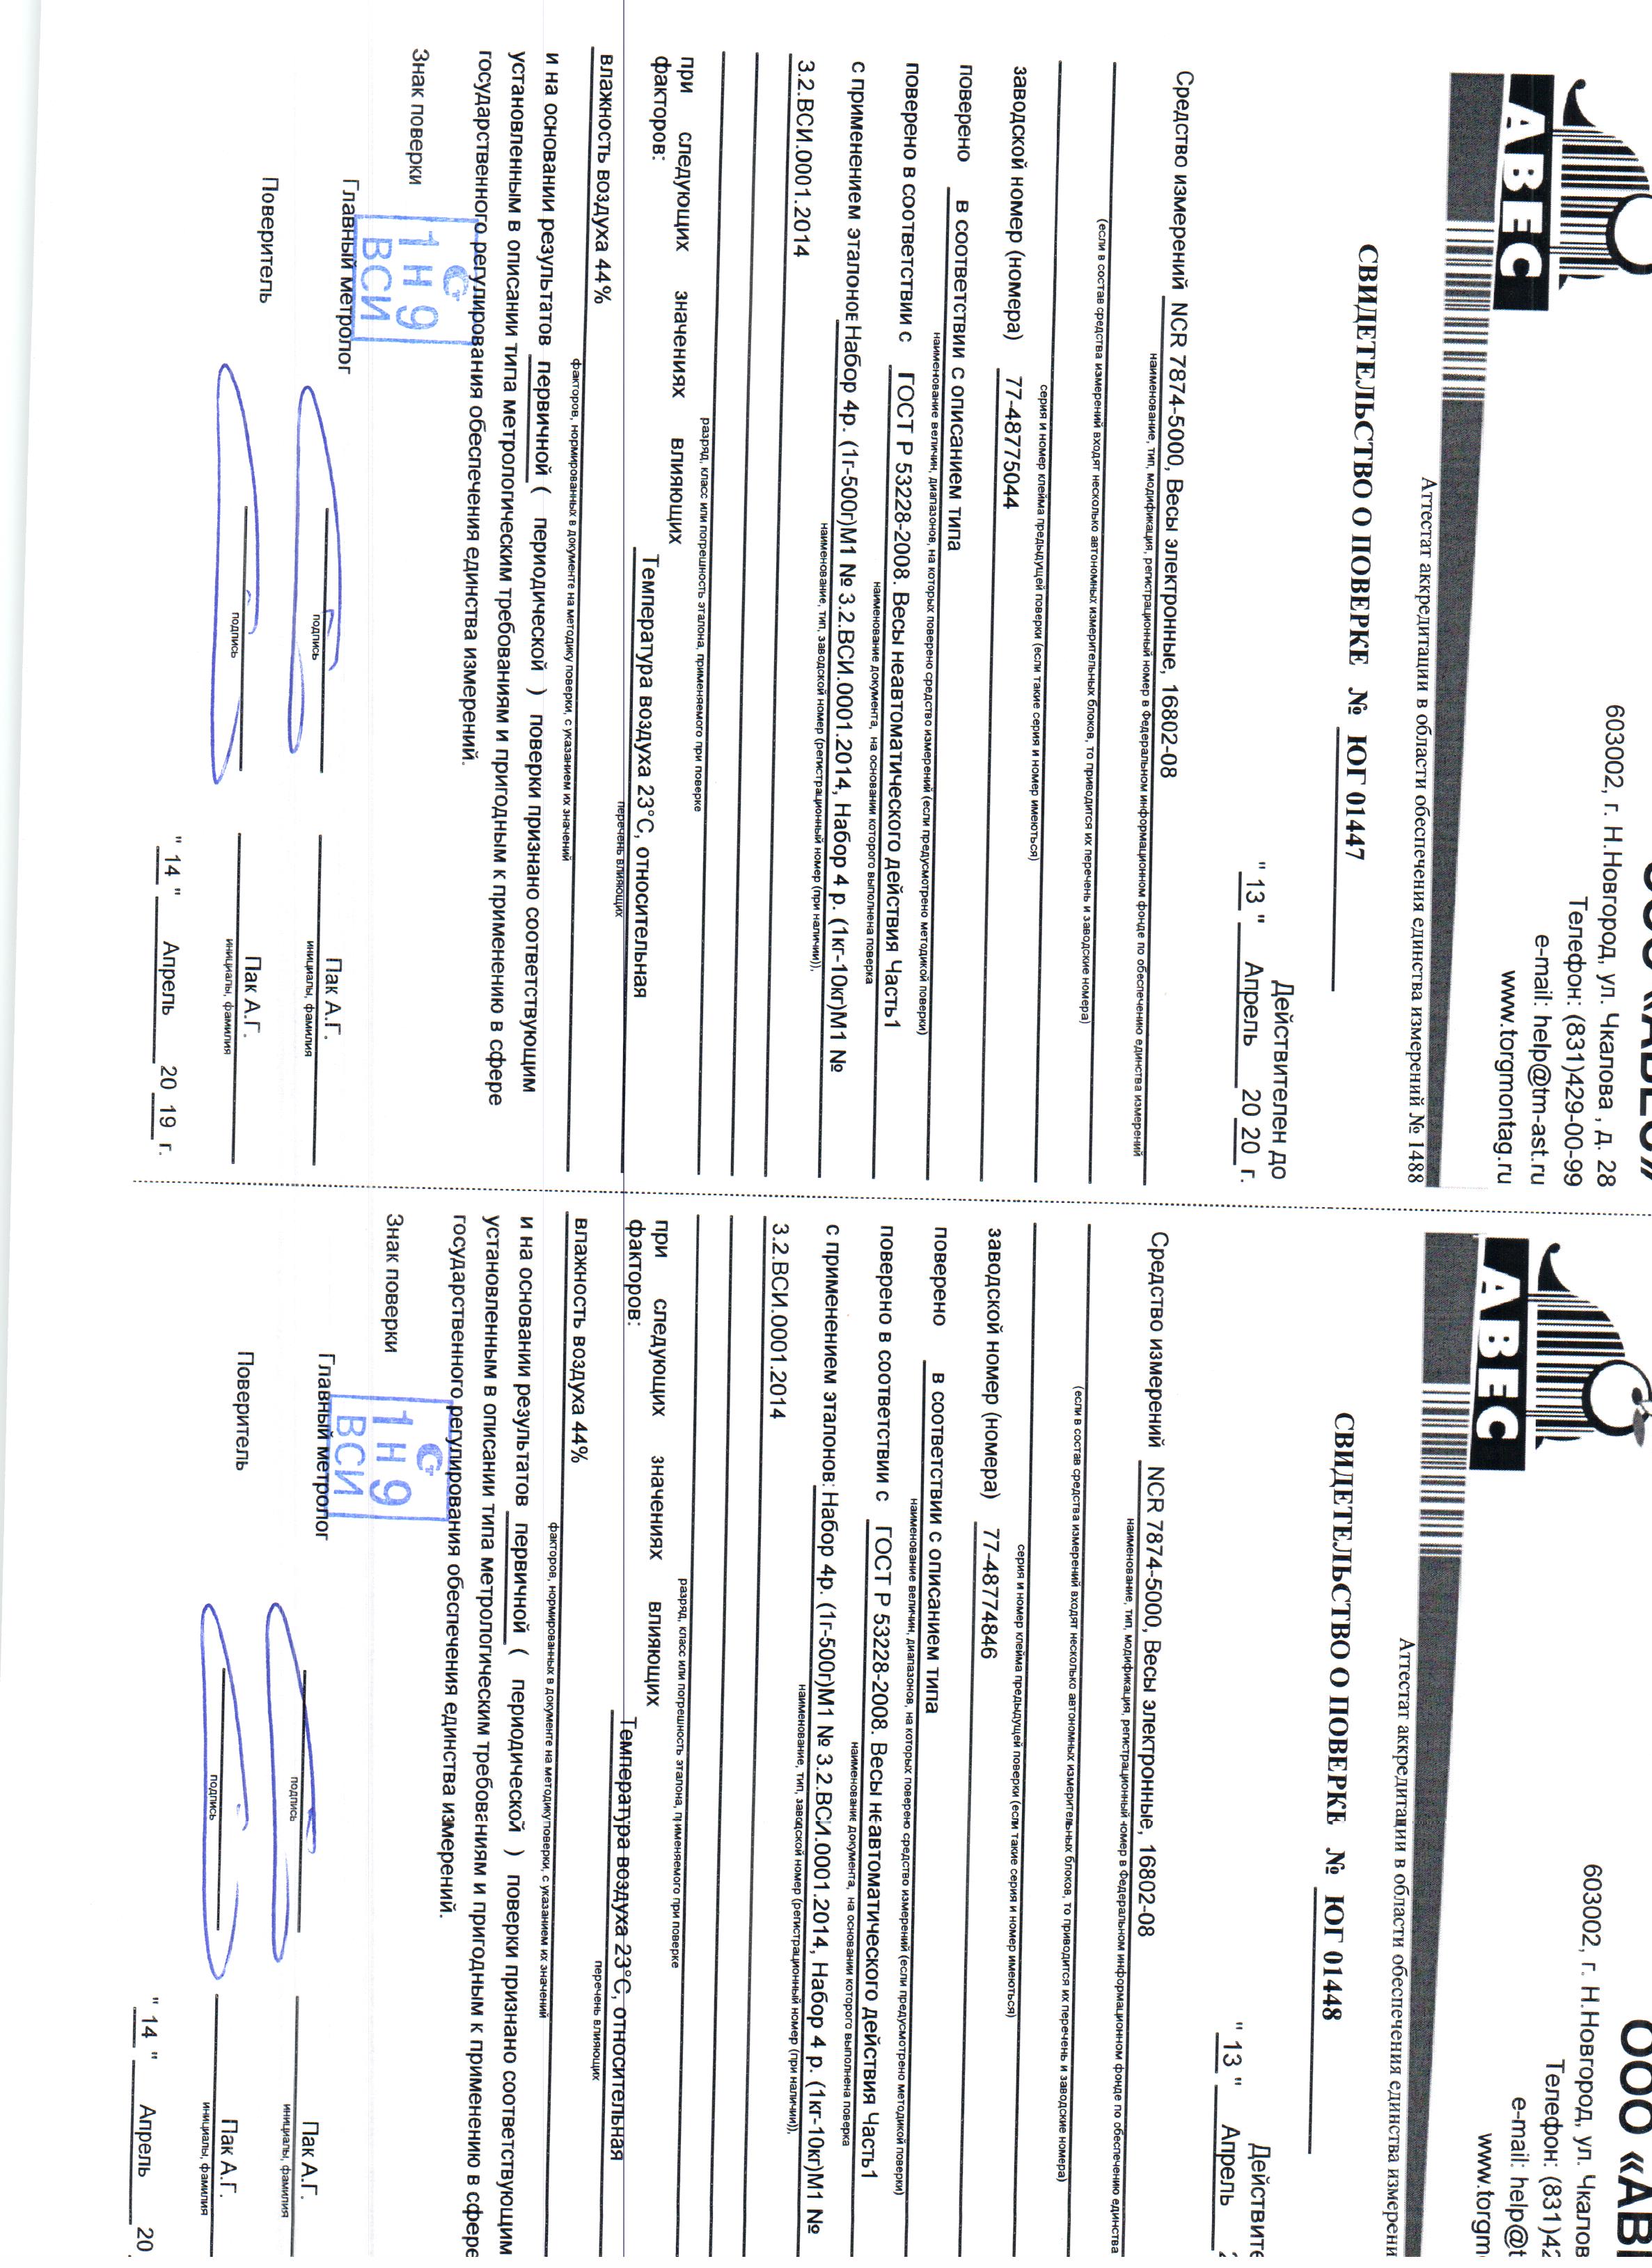 ООО «АВЕС»
603002, г. Н.Новгород, ул. Чкалова , д. 28
Телефон: (831)429-00-99
e-mail: help@tm-ast.ru
www.torgmontag.ru
АВЕС
Аттестат аккредитации в области обеспечения единства измерений № 1488
СВИДЕТЕЛЬСТВО О ПОВЕРКЕ № ЮГ 01447
Действителен до
" 13 " Апрель 20 20 г.
Средство измерений NCR 7874-5000, Весы электронные, 16802-08
наименование, тип, модификация, регистрационный номер в Федеральном информационном фонде по обеспечению единства измерений
(если в состав средства измерений входят несколько автономных измерительных блоков, то приводится их перечень и заводские номера)
серия и номер клейма предыдущей поверки (если такие серия и номер имеються)
заводской номер (номера) 77-48775044
поверено в соответствии с описанием типа
наименование величин, диапазонов, на которых поверено средство измерений (если предусмотрено методикой поверки)
поверено в соответствии с ГОСТ Р 53228-2008. Весы неавтоматического действия Часть1
наименование документа, на основании которого выполнена поверка
с применением эталонов Набор 4р. (1г-500г)М1 № 3.2.ВСИ.0001.2014, Набор 4 р. (1кг-10кг)М1 №
наименование, тип, заводской номер (регистрационный номер (при наличии)),
3.2.ВСИ.0001.2014
разряд, класс или погрешность эталона, применяемого при поверке
при следующих значениях влияющих
факторов:
Температура воздуха 23°С, относительная
перечень влияющих
влажность воздуха 44%
факторов, нормированных в документе на методику поверки, с указанием их значений
и на основании результатов первичной ( периодической ) поверки признано соответствующим
установленным в описании типа метрологическим требованиям и пригодным к применению в сфере
государственного регулирования обеспечения единства измерений.
Знак поверки
1 Н 9
ВСИ
Главный метролог Пак А.Г.
подпись инициалы, фамилия
Поверитель Пак А.Г.
подпись инициалы, фамилия
" 14 " Апрель 20 19 г.
ООО «АВ
603002, г. Н.Новгород, ул. Чкалов
Телефон: (831)42
e-mail: help@t
www.torgm
АВЕС
Аттестат аккредитации в области обеспечения единства измерени
СВИДЕТЕЛЬСТВО О ПОВЕРКЕ № ЮГ 01448
Действите
" 13 " Апрель 2
Средство измерений NCR 7874-5000, Весы электронные, 16802-08
наименование, тип, модификация, регистрационный номер в Федеральном информационном фонде по обеспечению единства
(если в состав средства измерений входят несколько автономных измерительных блоков, то приводится их перечень и заводские номера)
серия и номер клейма предыдущей поверки (если такие серия и номер имеються)
заводской номер (номера) 77-48774846
поверено в соответствии с описанием типа
наименование величин, диапазонов, на которых поверено средство измерений (если предусмотрено методикой поверки)
поверено в соответствии с ГОСТ Р 53228-2008. Весы неавтоматического действия Часть1
наименование документа, на основании которого выполнена поверка
с применением эталонов: Набор 4р. (1г-500г)М1 № 3.2.ВСИ.0001.2014, Набор 4 р. (1кг-10кг)М1 №
наименование, тип, заводской номер (регистрационный номер (при наличии)),
3.2.ВСИ.0001.2014
разряд, класс или погрешность эталона, применяемого при поверке
при следующих значениях влияющих
факторов:
Температура воздуха 23°С, относительная
перечень влияющих
влажность воздуха 44%
факторов, нормированных в документе на методику поверки, с указанием их значений
и на основании результатов первичной ( периодической ) поверки признано соответствующим
установленным в описании типа метрологическим требованиям и пригодным к применению в сфере
государственного регулирования обеспечения единства измерений.
Знак поверки
1 Н 9
ВСИ
Главный метролог Пак А.Г.
подпись инициалы, фамилия
Поверитель Пак А.Г.
подпись инициалы, фамилия
" 14 " Апрель 20